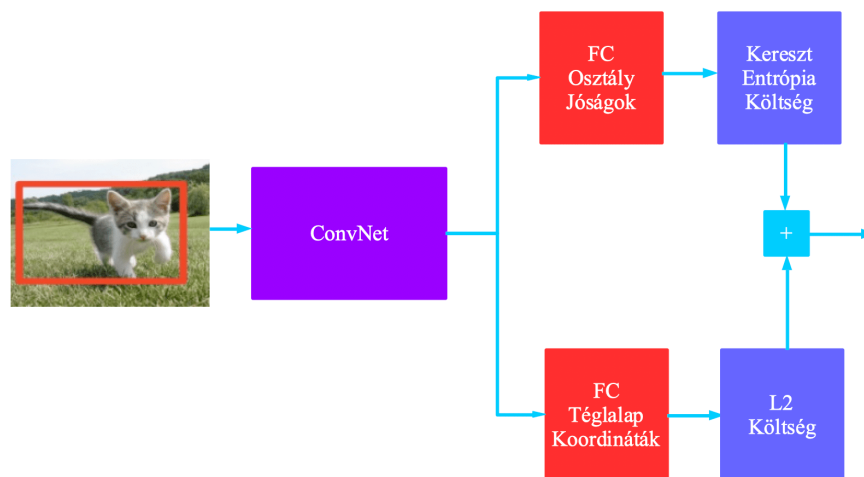 FC
Osztály
Jóságok
Kereszt
Entrópia
Költség
ConvNet
+
FC
Téglalap
Koordináták
L2
Költség